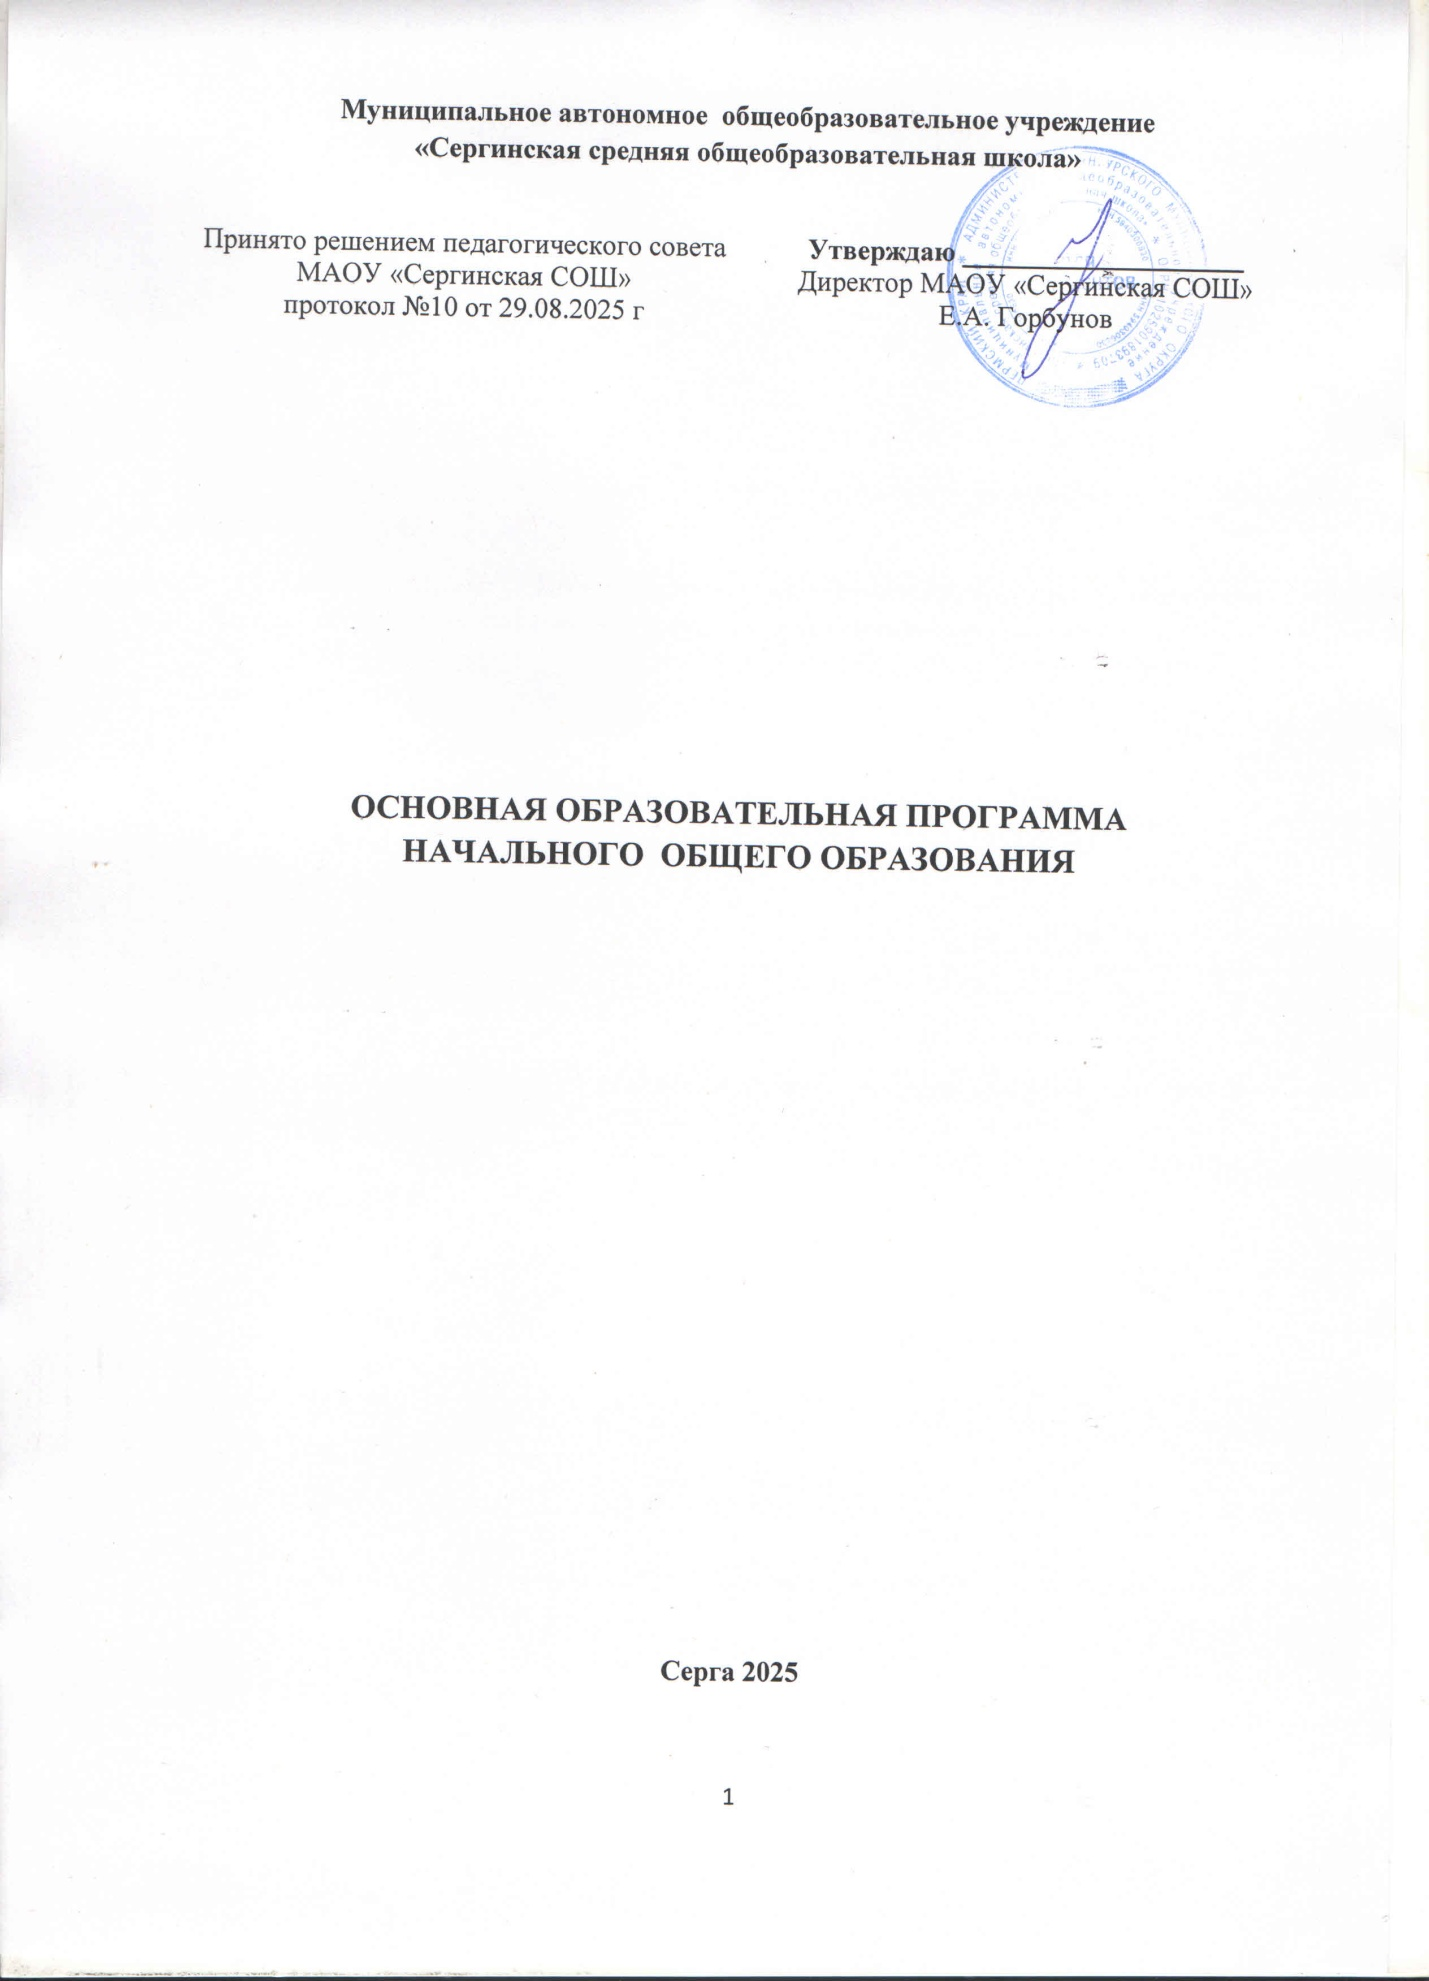 Муниципальное автономное общеобразовательное учреждение
«Сергинская средняя общеобразовательная школа»
Принято решением педагогического совета
МАОУ «Сергинская СОШ»
протокол №10 от 29.08.2025 г
Утверждаю
Директор МАОУ «Сергинская СОШ»
Е.А. Горбунов
ОСНОВНАЯ ОБРАЗОВАТЕЛЬНАЯ ПРОГРАММА
НАЧАЛЬНОГО ОБЩЕГО ОБРАЗОВАНИЯ
Серга 2025
1